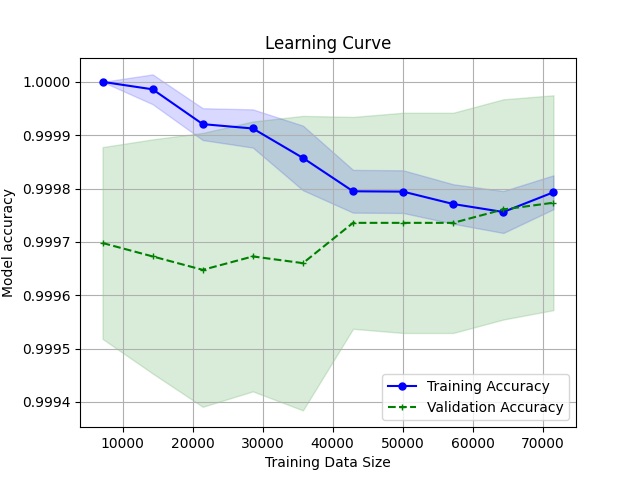 Learning Curve
1.0000
0.9999
0.9998
0.9997
0.9996
0.9995
0.9994
Model accuracy
Training Accuracy
Validation Accuracy
10000 20000 30000 40000 50000 60000 70000
Training Data Size